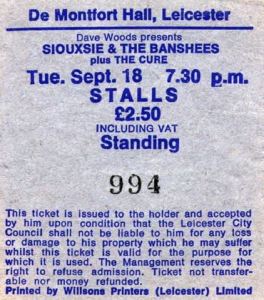 De Montfort Hall, Leicester
Dave Woods presents
SIOUXSIE & THE BANSHEES
plus THE CURE
Tue. Sept. 18 7.30 p.m.
STALLS
£2.50
INCLUDING VAT
Standing
994
This ticket is issued to the holder and accepted
by him upon condition that the Leicester City
Council shall not be liable to him for any loss
or damage to his property which he may suffer
whilst this ticket is valid for the purpose for
which it is used. The Management reserves the
right to refuse admission. Ticket not transfer-
able nor money refunded.
Printed by Willsons Printers (Leicester) Limited